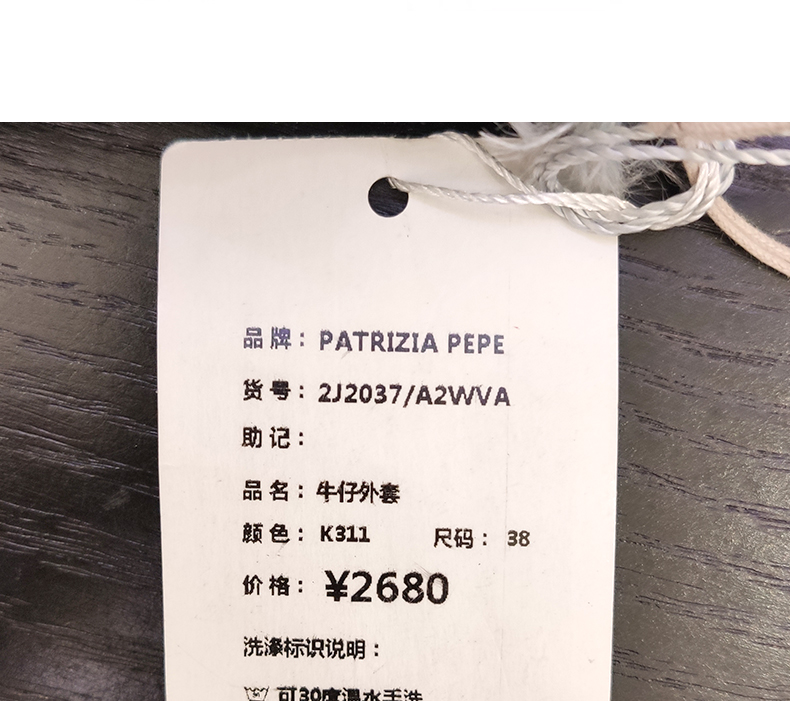 品牌：PATRIZIA PEPE
货号：2J2037/A2WVA
助记：
品名：牛仔外套
颜色：K311 尺码：38
价格：¥2680
洗涤标识说明：
可30度温水手洗